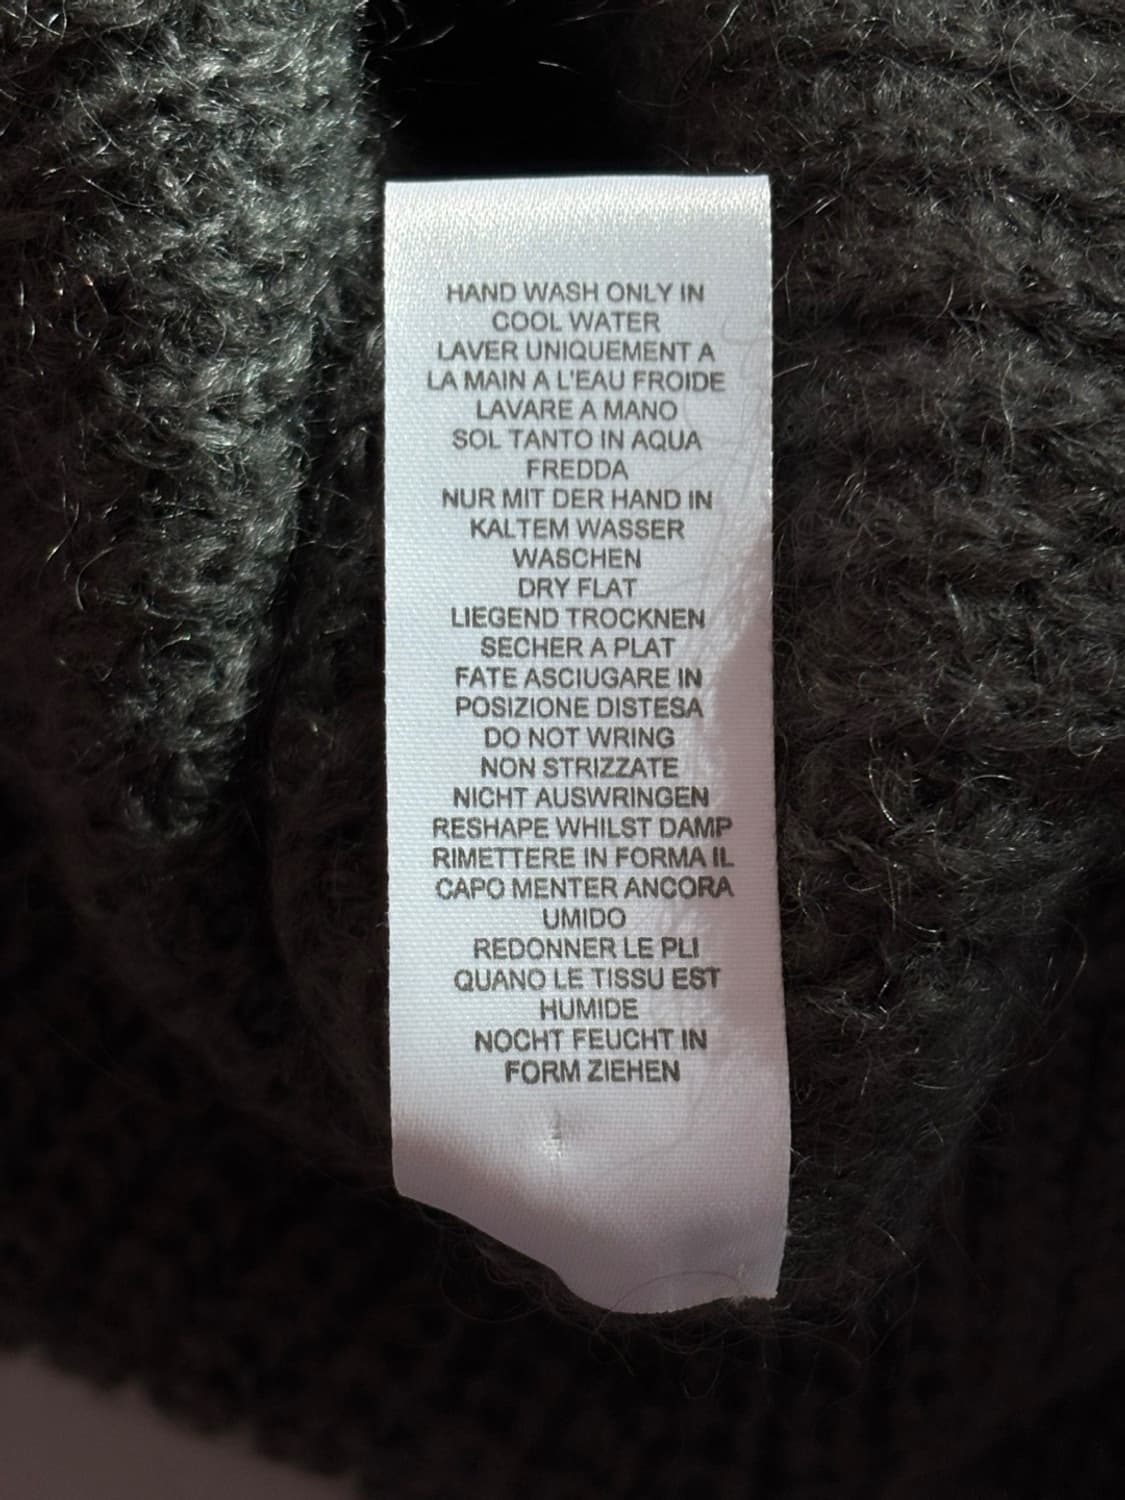 HAND WASH ONLY IN
COOL WATER
LAVER UNIQUEMENT A
LA MAIN A L'EAU FROIDE
LAVARE A MANO
SOL TANTO IN AQUA
FREDDA
NUR MIT DER HAND IN
KALTEM WASSER
WASCHEN
DRY FLAT
LIEGEND TROCKNEN
SECHER A PLAT
FATE ASCIUGARE IN
POSIZIONE DISTESA
DO NOT WRING
NON STRIZZATE
NICHT AUSWRINGEN
RESHAPE WHILST DAMP
RIMETTERE IN FORMA IL
CAPO MENTER ANCORA
UMIDO
REDONNER LE PLI
QUANO LE TISSU EST
HUMIDE
NOCHT FEUCHT IN
FORM ZIEHEN